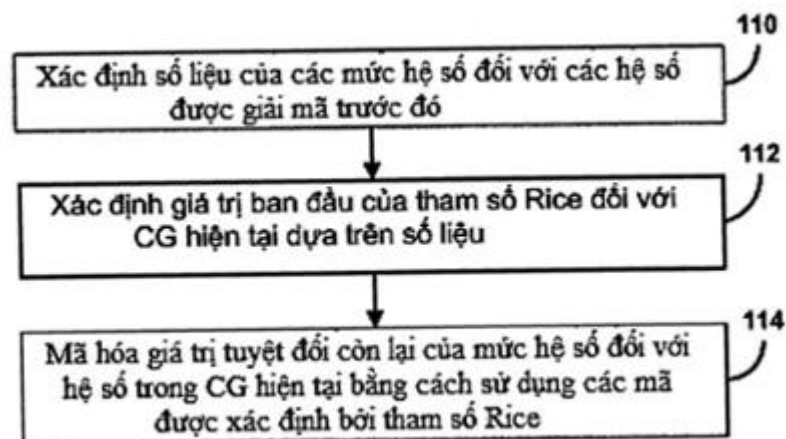 110
Xác định số liệu của các mức hệ số đối với các hệ số
được giải mã trước đó
112
Xác định giá trị ban đầu của tham số Rice đối với
CG hiện tại dựa trên số liệu
114
Mã hóa giá trị tuyệt đối còn lại của mức hệ số đối với
hệ số trong CG hiện tại bằng cách sử dụng các mã
được xác định bởi tham số Rice